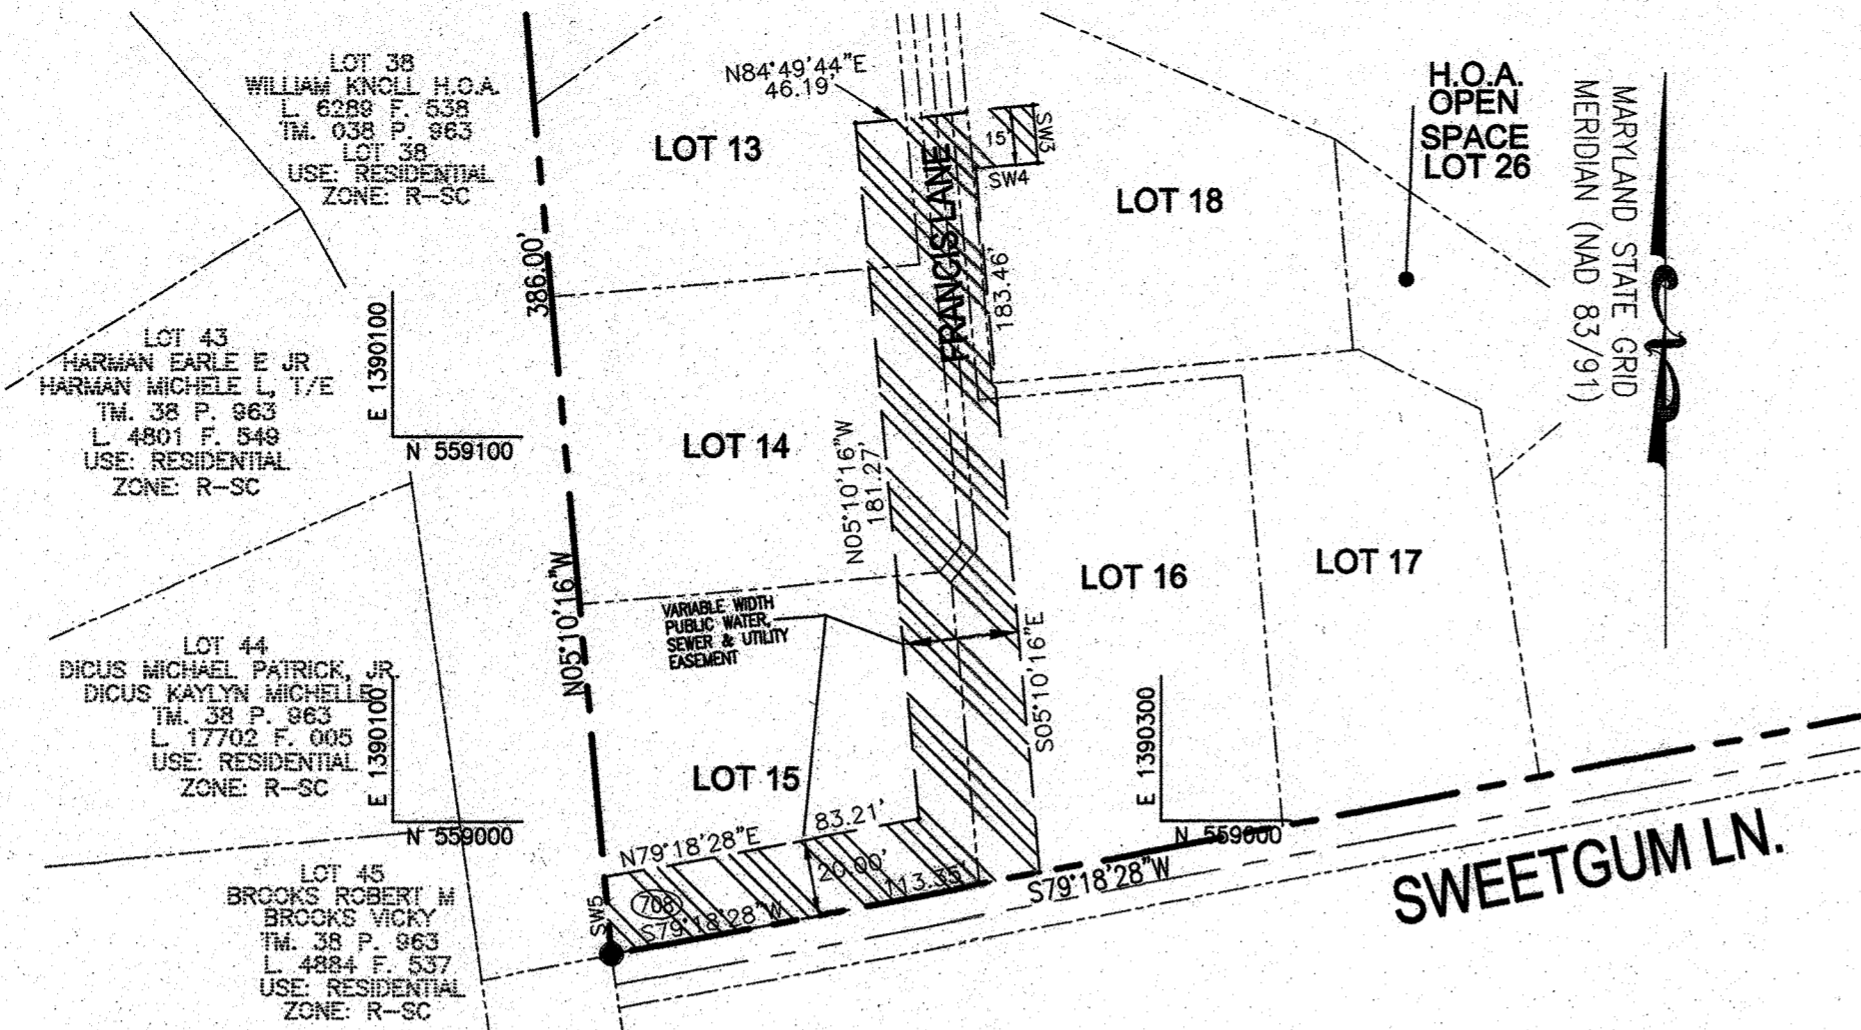 LOT 38
WILLIAM KNOLL H.O.A.
L. 6289 F. 538
TM. 038 P. 963
LOT 38
USE: RESIDENTIAL
ZONE: R-SC
N84°49'44"E
46.19'
LOT 13
FRANCIS LANE
15'
SW3
SW4
LOT 18
H.O.A.
OPEN
SPACE
LOT 26
MARYLAND STATE GRID
MERIDIAN (NAD 83/91)
386.00'
183.46'
LOT 43
HARMAN EARLE E JR
HARMAN MICHELE L, T/E
TM. 38 P. 963
L. 4801 F. 549
USE: RESIDENTIAL
ZONE: R-SC
E 1390100
N 559100
LOT 14
N05°10'16"W
181.27'
LOT 16
LOT 17
N05°10'16"W
VARIABLE WIDTH
PUBLIC WATER,
SEWER & UTILITY
EASEMENT
S05°10'16"E
LOT 44
DICUS MICHAEL PATRICK, JR.
DICUS KAYLYN MICHELLE
TM. 38 P. 963
L. 17702 F. 005
USE: RESIDENTIAL
ZONE: R-SC
E 1390100
N 559000
LOT 15
E 1390300
N 559000
N79°18'28"E
83.21'
20.00'
113.35'
708
S79°18'28"W
SW5
S79°18'28"W
SWEETGUM LN.
LOT 45
BROOKS ROBERT M
BROOKS VICKY
TM. 38 P. 963
L. 4884 F. 537
USE: RESIDENTIAL
ZONE: R-SC